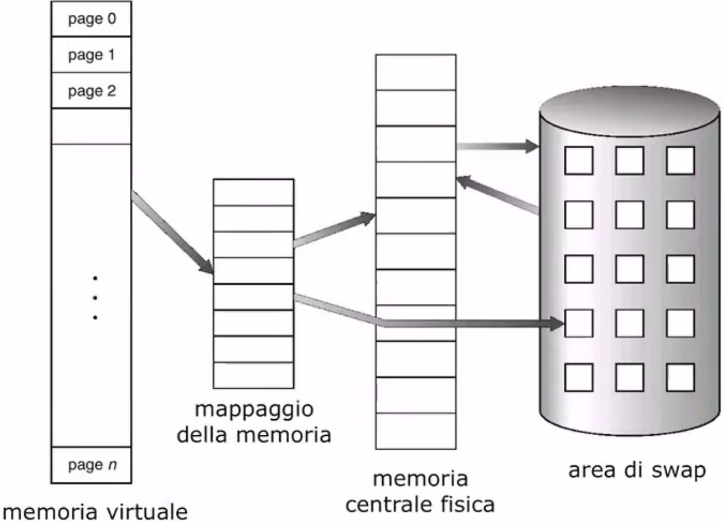 page 0
page 1
page 2
page n
memoria virtuale
mappaggio
della memoria
memoria
centrale fisica
area di swap